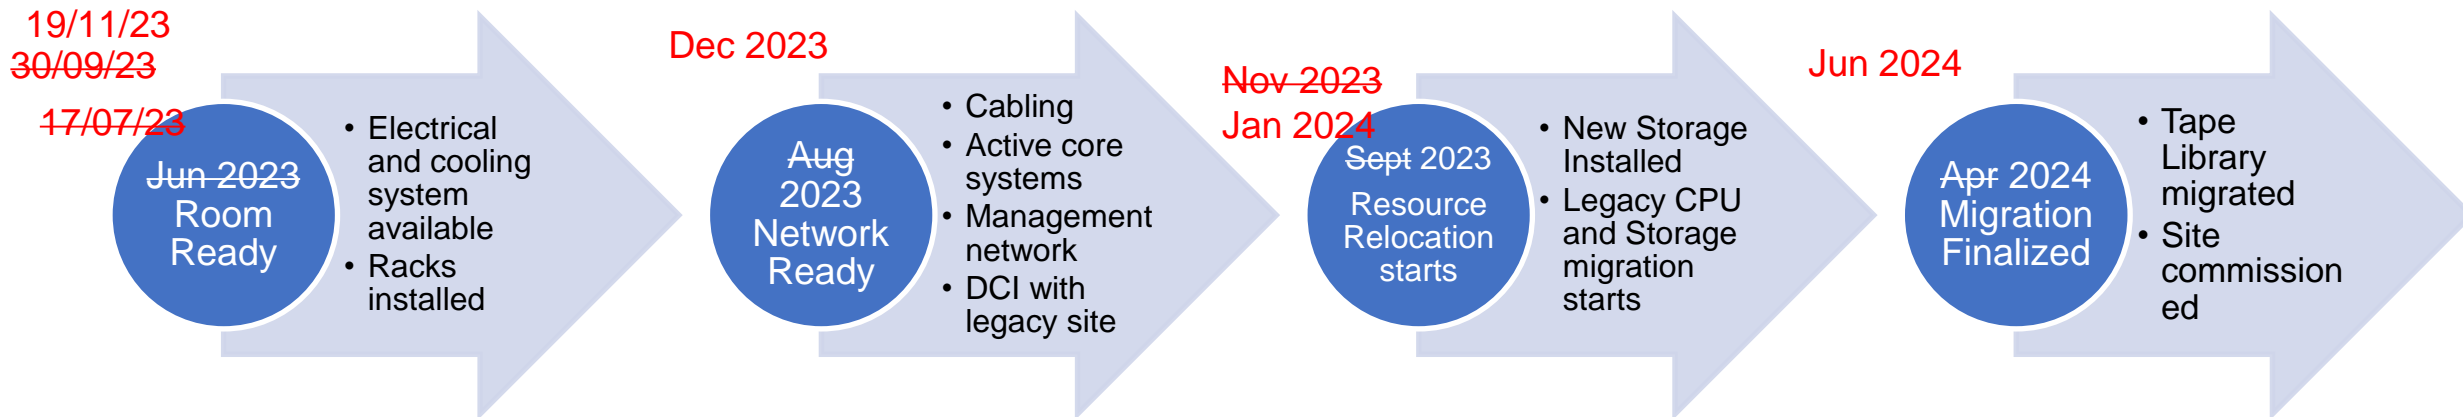 19/11/23
30/09/23
17/07/23
Jun 2023
Room
Ready
• Electrical
and cooling
system
available
• Racks
installed
Dec 2023
Aug
2023
Network
Ready
• Cabling
• Active core
systems
• Management
network
• DCI with
legacy site
Nov 2023
Jan 2024
Sept 2023
Resource
Relocation
starts
• New Storage
Installed
• Legacy CPU
and Storage
migration
starts
Jun 2024
Apr 2024
Migration
Finalized
• Tape
Library
migrated
• Site
commission
ed